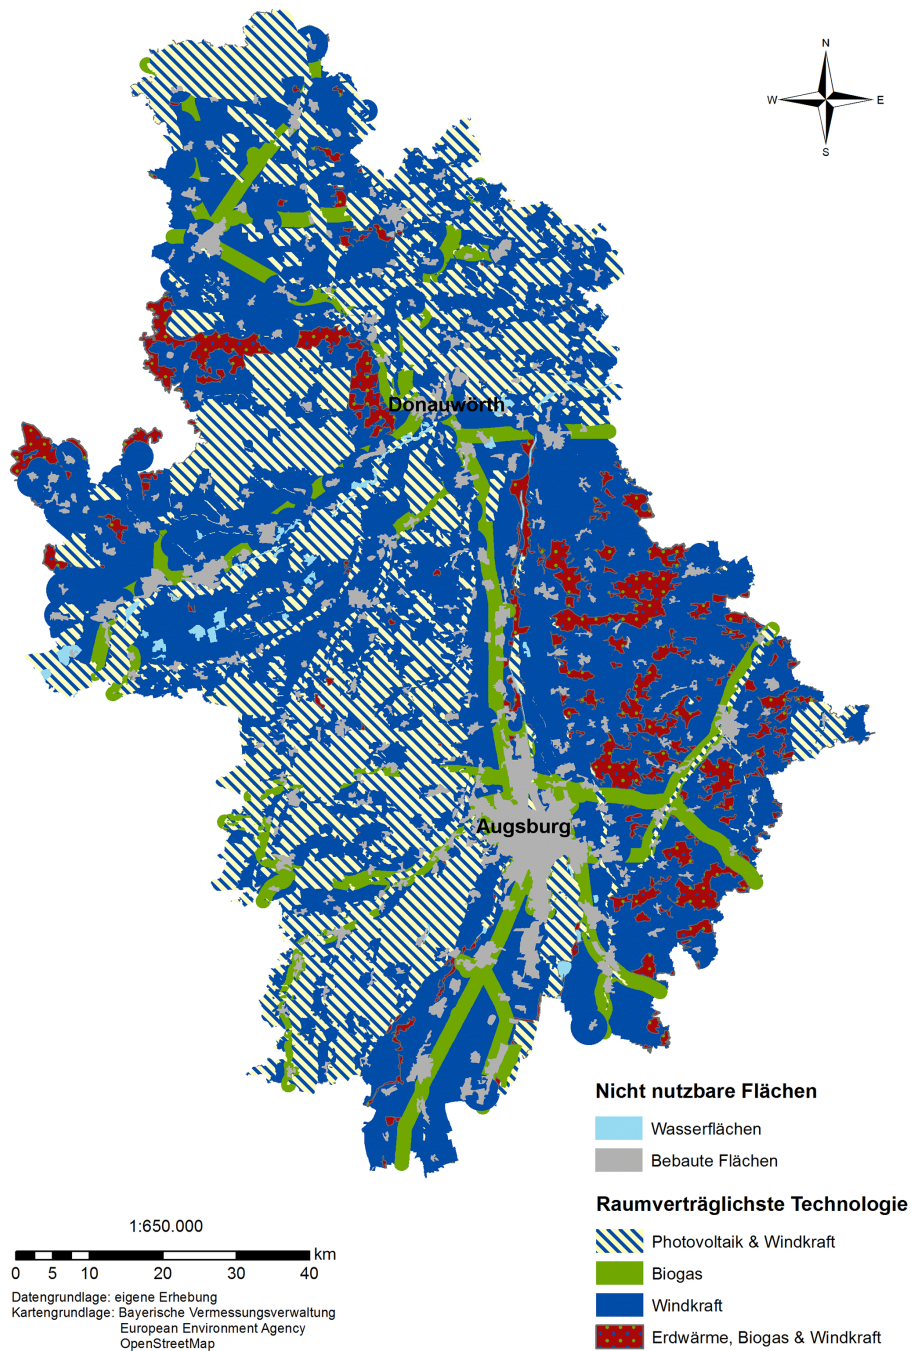 N
W E
S
Donauwörth
Augsburg
Nicht nutzbare Flächen
Wasserflächen
Bebaute Flächen
Raumverträglichste Technologie
Photovoltaik & Windkraft
Biogas
Windkraft
Erdwärme, Biogas & Windkraft
1:650.000
km
0 5 10 20 30 40
Datengrundlage: eigene Erhebung
Kartengrundlage: Bayerische Vermessungsverwaltung
European Environment Agency
OpenStreetMap